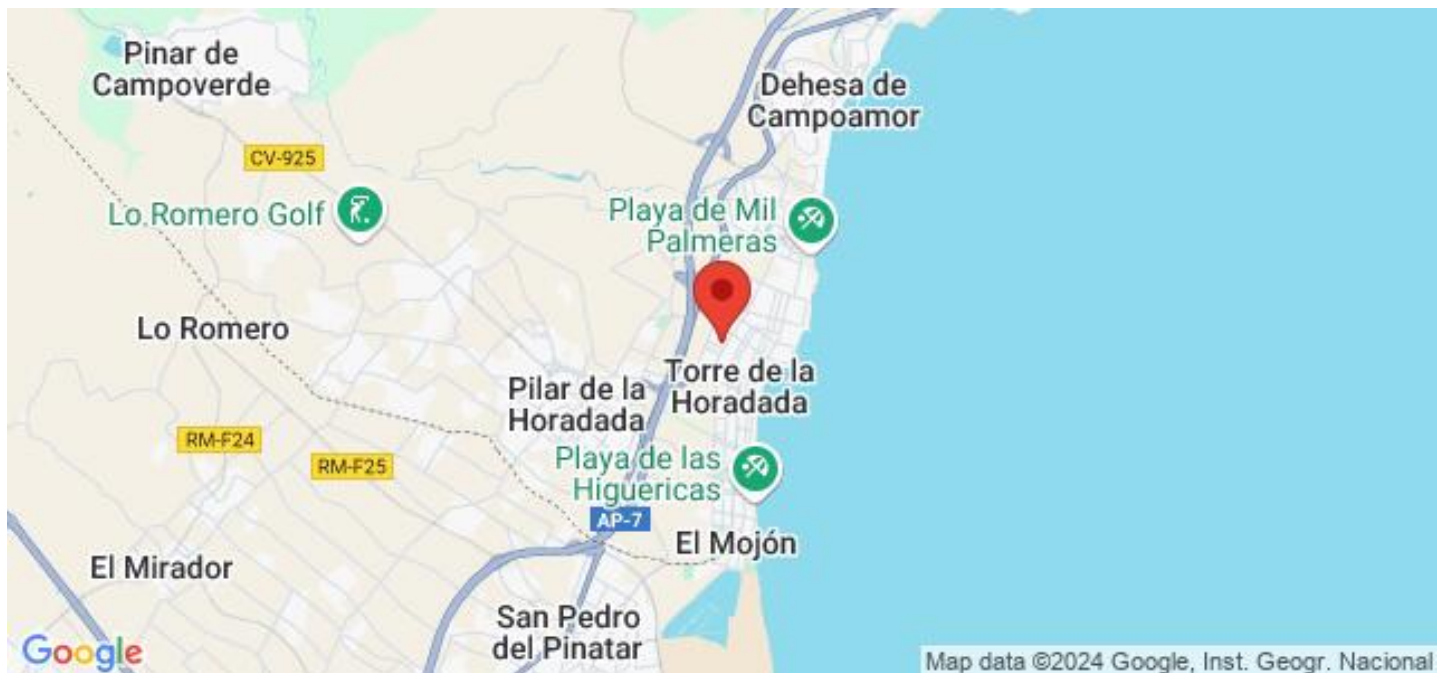 Pinar de
Campoverde
Dehesa de
Campoamor
CV-925
Lo Romero Golf
Playa de Mil
Palmeras
Lo Romero
Torre de la
Horadada
Pilar de la
Horadada
RM-F24
RM-F25
Playa de las
Higuericas
AP-7
El Mojón
El Mirador
San Pedro
del Pinatar
Google
Map data ©2024 Google, Inst. Geogr. Nacional